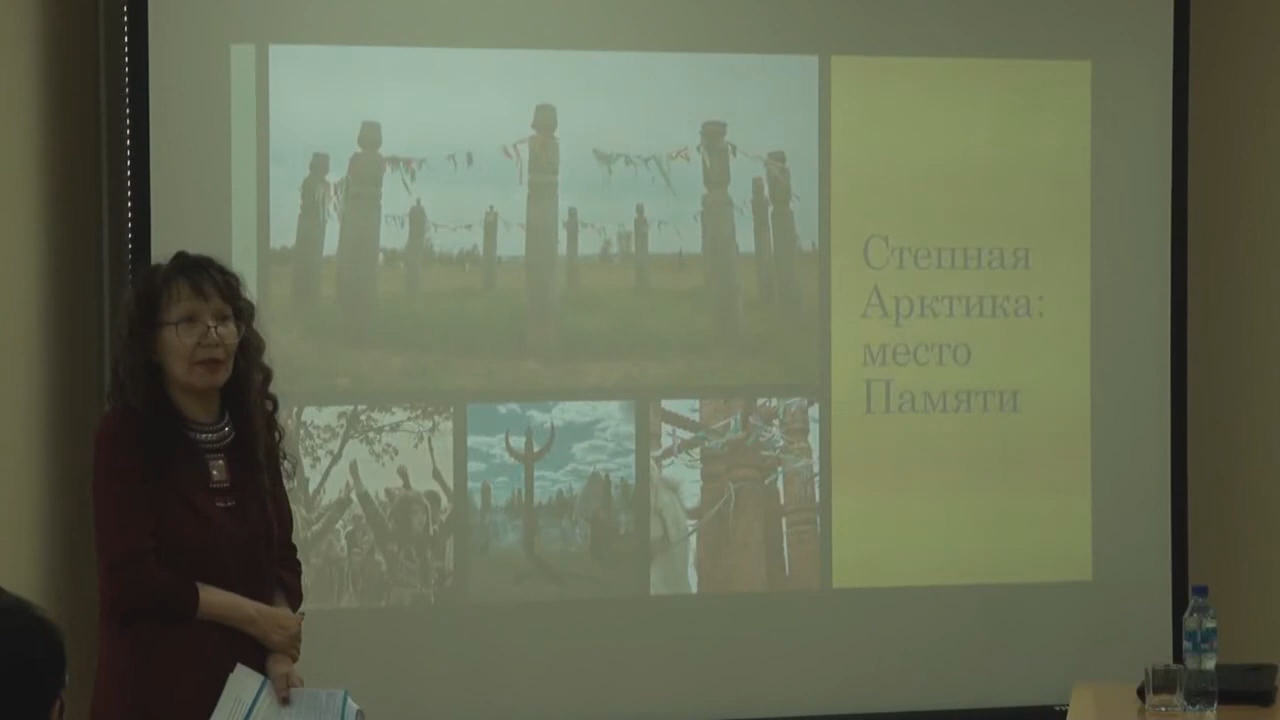 Степная
Арктика:
место
Памяти